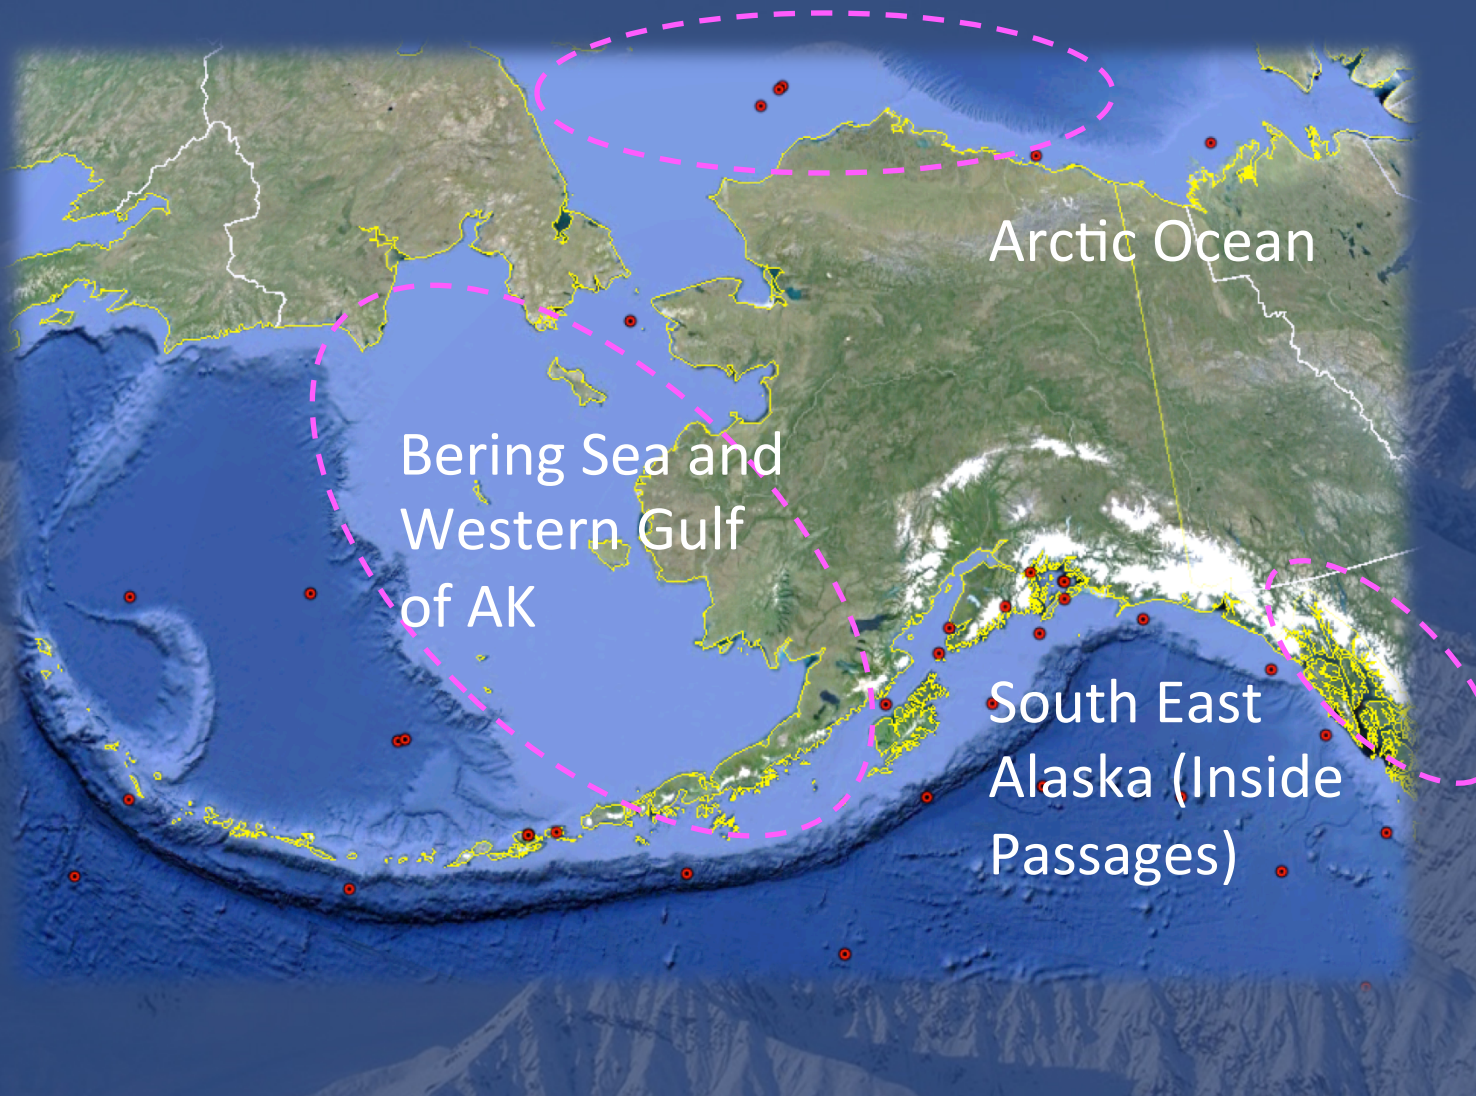 Arctic Ocean
Bering Sea and
Western Gulf
of AK
South East
Alaska (Inside
Passages)